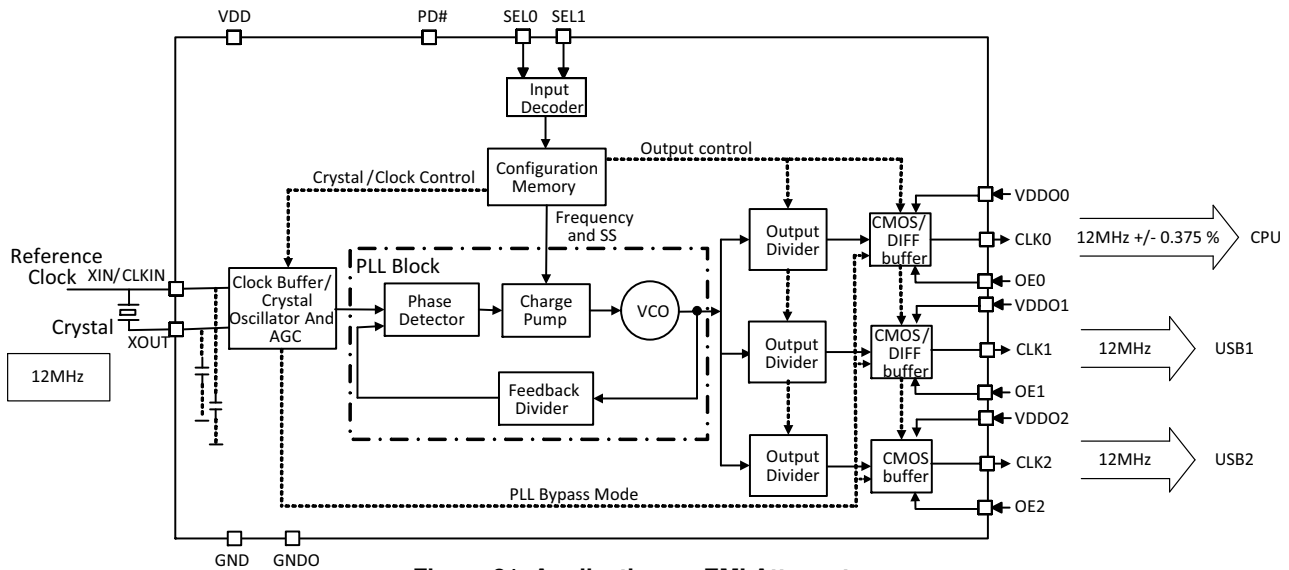 VDD
PD#
SEL0 SEL1
Input
Decoder
Output control
Configuration
Memory
Crystal /Clock Control
Frequency
and SS
VDDO0
Output
Divider
CMOS/
DIFF
buffer
CLK0
12MHz +/- 0.375 %
CPU
OE0
Reference
Clock
XIN/CLKIN
Crystal
XOUT
12MHz
Clock Buffer/
Crystal
Oscillator And
AGC
PLL Block
Phase
Detector
Charge
Pump
VCO
Feedback
Divider
VDDO1
Output
Divider
CMOS/
DIFF
buffer
CLK1
12MHz
USB1
OE1
VDDO2
Output
Divider
CMOS
buffer
CLK2
12MHz
USB2
OE2
PLL Bypass Mode
GND
GNDO